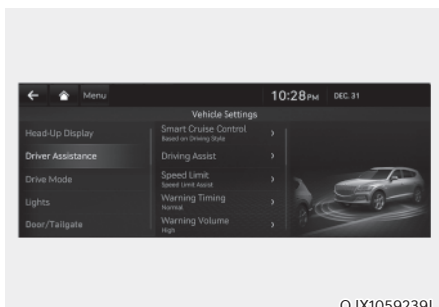 Menu
10:28PM DEC. 31
Vehicle Settings
Head-Up Display
Driver Assistance
Drive Mode
Lights
Door/Tailgate
Smart Cruise Control
Based on Driving Style
Driving Assist
Speed Limit
Speed Limit Assist
Warning Timing
Normal
Warning Volume
High